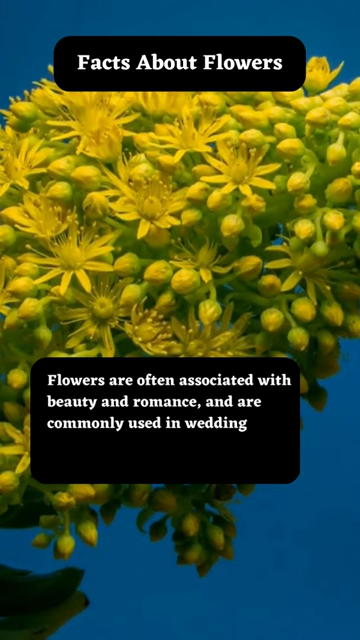 Facts About Flowers
Flowers are often associated with
beauty and romance, and are
commonly used in wedding